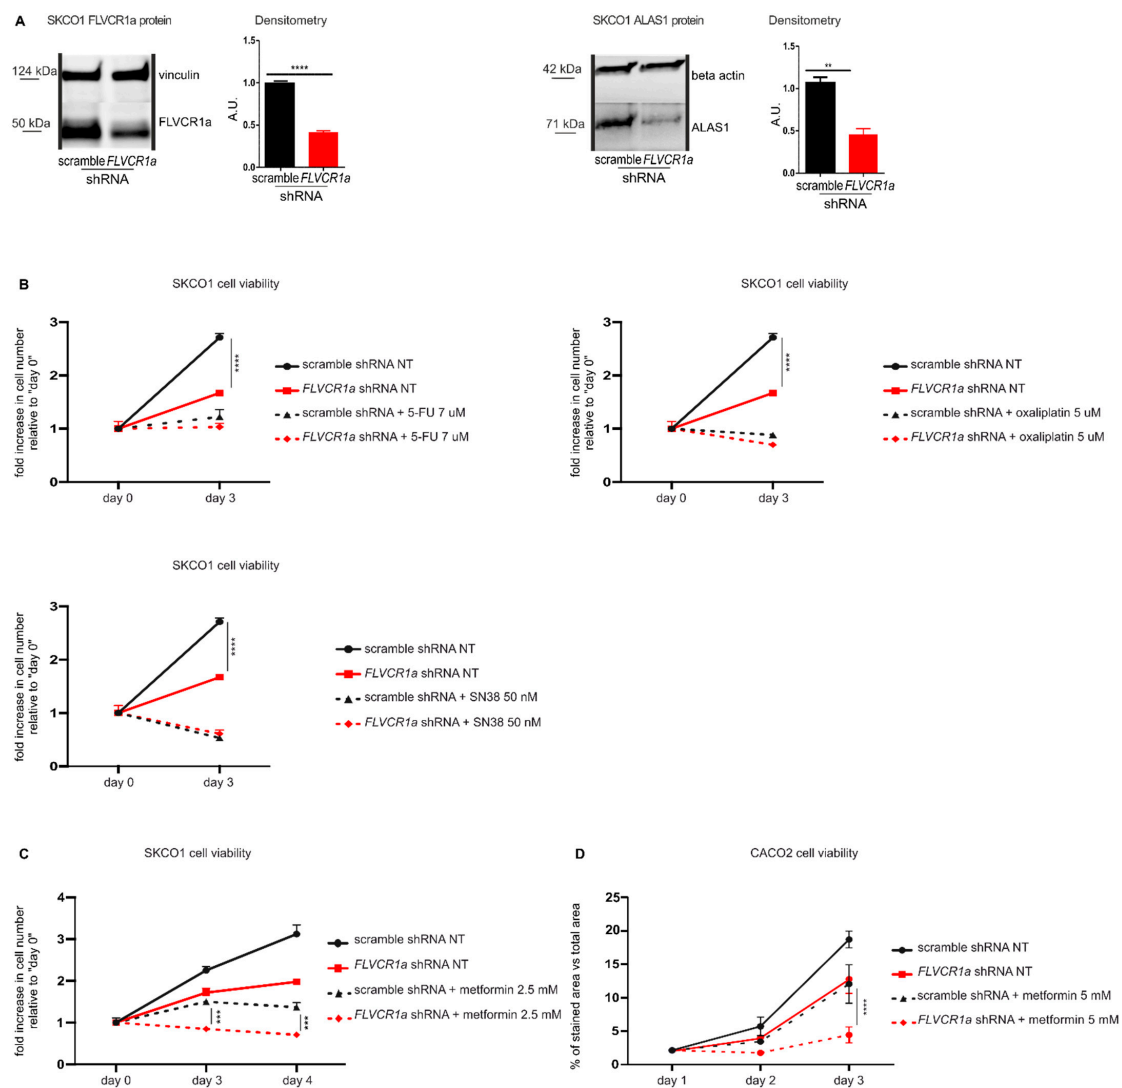 A
SKCO1 FLVCR1a protein
Densitometry
124 kDa
vinculin
50 kDa
FLVCR1a
scramble FLVCR1a
shRNA
A.U.
1.5
1.0
0.5
0.0
****
scramble FLVCR1a
shRNA
SKCO1 ALAS1 protein
Densitometry
42 kDa
beta actin
71 kDa
ALAS1
scramble FLVCR1a
shRNA
A.U.
1.5
1.0
0.5
0.0
**
scramble FLVCR1a
shRNA
B
SKCO1 cell viability
fold increase in cell number
relative to "day 0"
3
2
1
0
day 0
day 3
****
scramble shRNA NT
FLVCR1a shRNA NT
scramble shRNA + 5-FU 7 uM
FLVCR1a shRNA + 5-FU 7 uM
SKCO1 cell viability
fold increase in cell number
relative to "day 0"
3
2
1
0
day 0
day 3
****
scramble shRNA NT
FLVCR1a shRNA NT
scramble shRNA + oxaliplatin 5 uM
FLVCR1a shRNA + oxaliplatin 5 uM
SKCO1 cell viability
fold increase in cell number
relative to "day 0"
3
2
1
0
day 0
day 3
****
scramble shRNA NT
FLVCR1a shRNA NT
scramble shRNA + SN38 50 nM
FLVCR1a shRNA + SN38 50 nM
C
SKCO1 cell viability
fold increase in cell number
relative to "day 0"
4
3
2
1
0
day 0
day 3
day 4
***
***
scramble shRNA NT
FLVCR1a shRNA NT
scramble shRNA + metformin 2.5 mM
FLVCR1a shRNA + metformin 2.5 mM
D
CACO2 cell viability
% of stained area vs total area
25
20
15
10
5
0
day 1
day 2
day 3
****
scramble shRNA NT
FLVCR1a shRNA NT
scramble shRNA + metformin 5 mM
FLVCR1a shRNA + metformin 5 mM